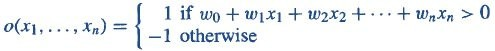 o(x₁, . . . , xₙ) = { 1 if w₀ + w₁x₁ + w₂x₂ + · · · + wₙxₙ > 0
−1 otherwise